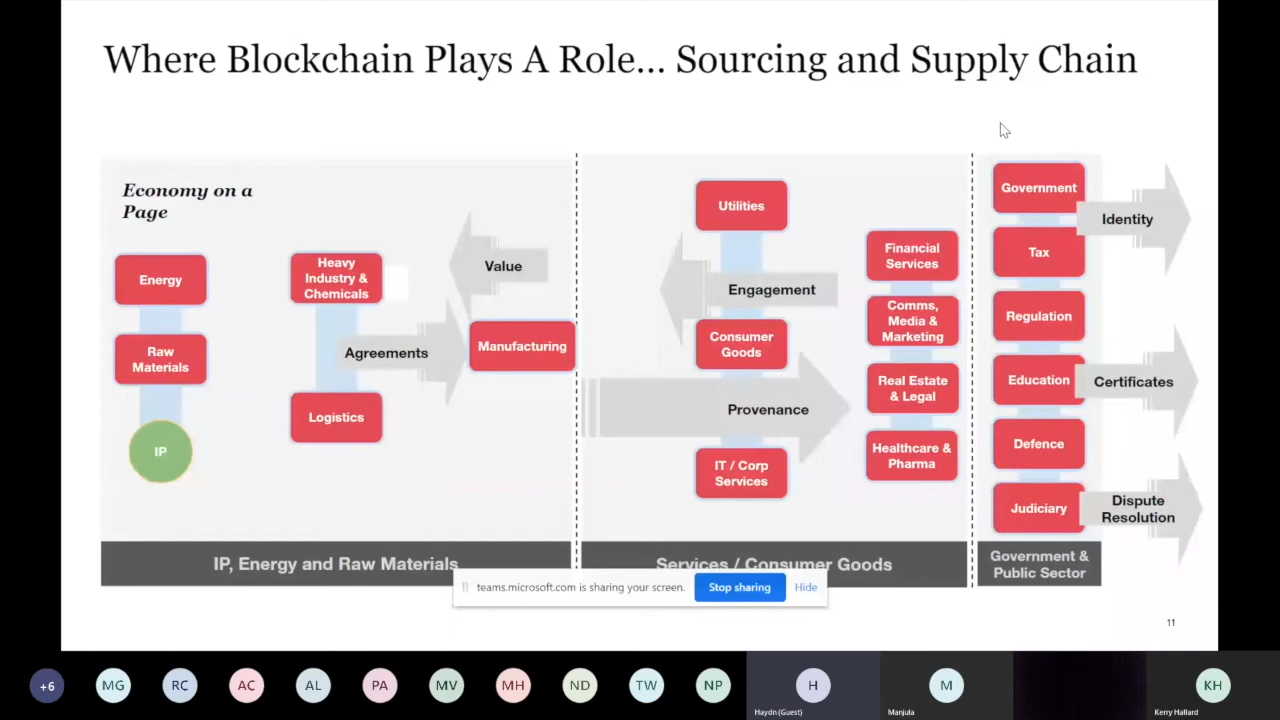 Where Blockchain Plays A Role... Sourcing and Supply Chain
Economy on a
Page
Energy
Raw
Materials
IP
Heavy
Industry &
Chemicals
Logistics
Value
Agreements
Manufacturing
IP, Energy and Raw Materials
Utilities
Engagement
Consumer
Goods
Provenance
IT / Corp
Services
Financial
Services
Comms,
Media &
Marketing
Real Estate
& Legal
Healthcare &
Pharma
Services / Consumer Goods
Government
Tax
Regulation
Education
Defence
Judiciary
Identity
Certificates
Dispute
Resolution
Government &
Public Sector
teams.microsoft.com is sharing your screen.
Stop sharing
Hide
11
+6
MG
RC
AC
AL
PA
MV
MH
ND
TW
NP
H
Haydn (Guest)
M
Manjula
KH
Kerry Hallard